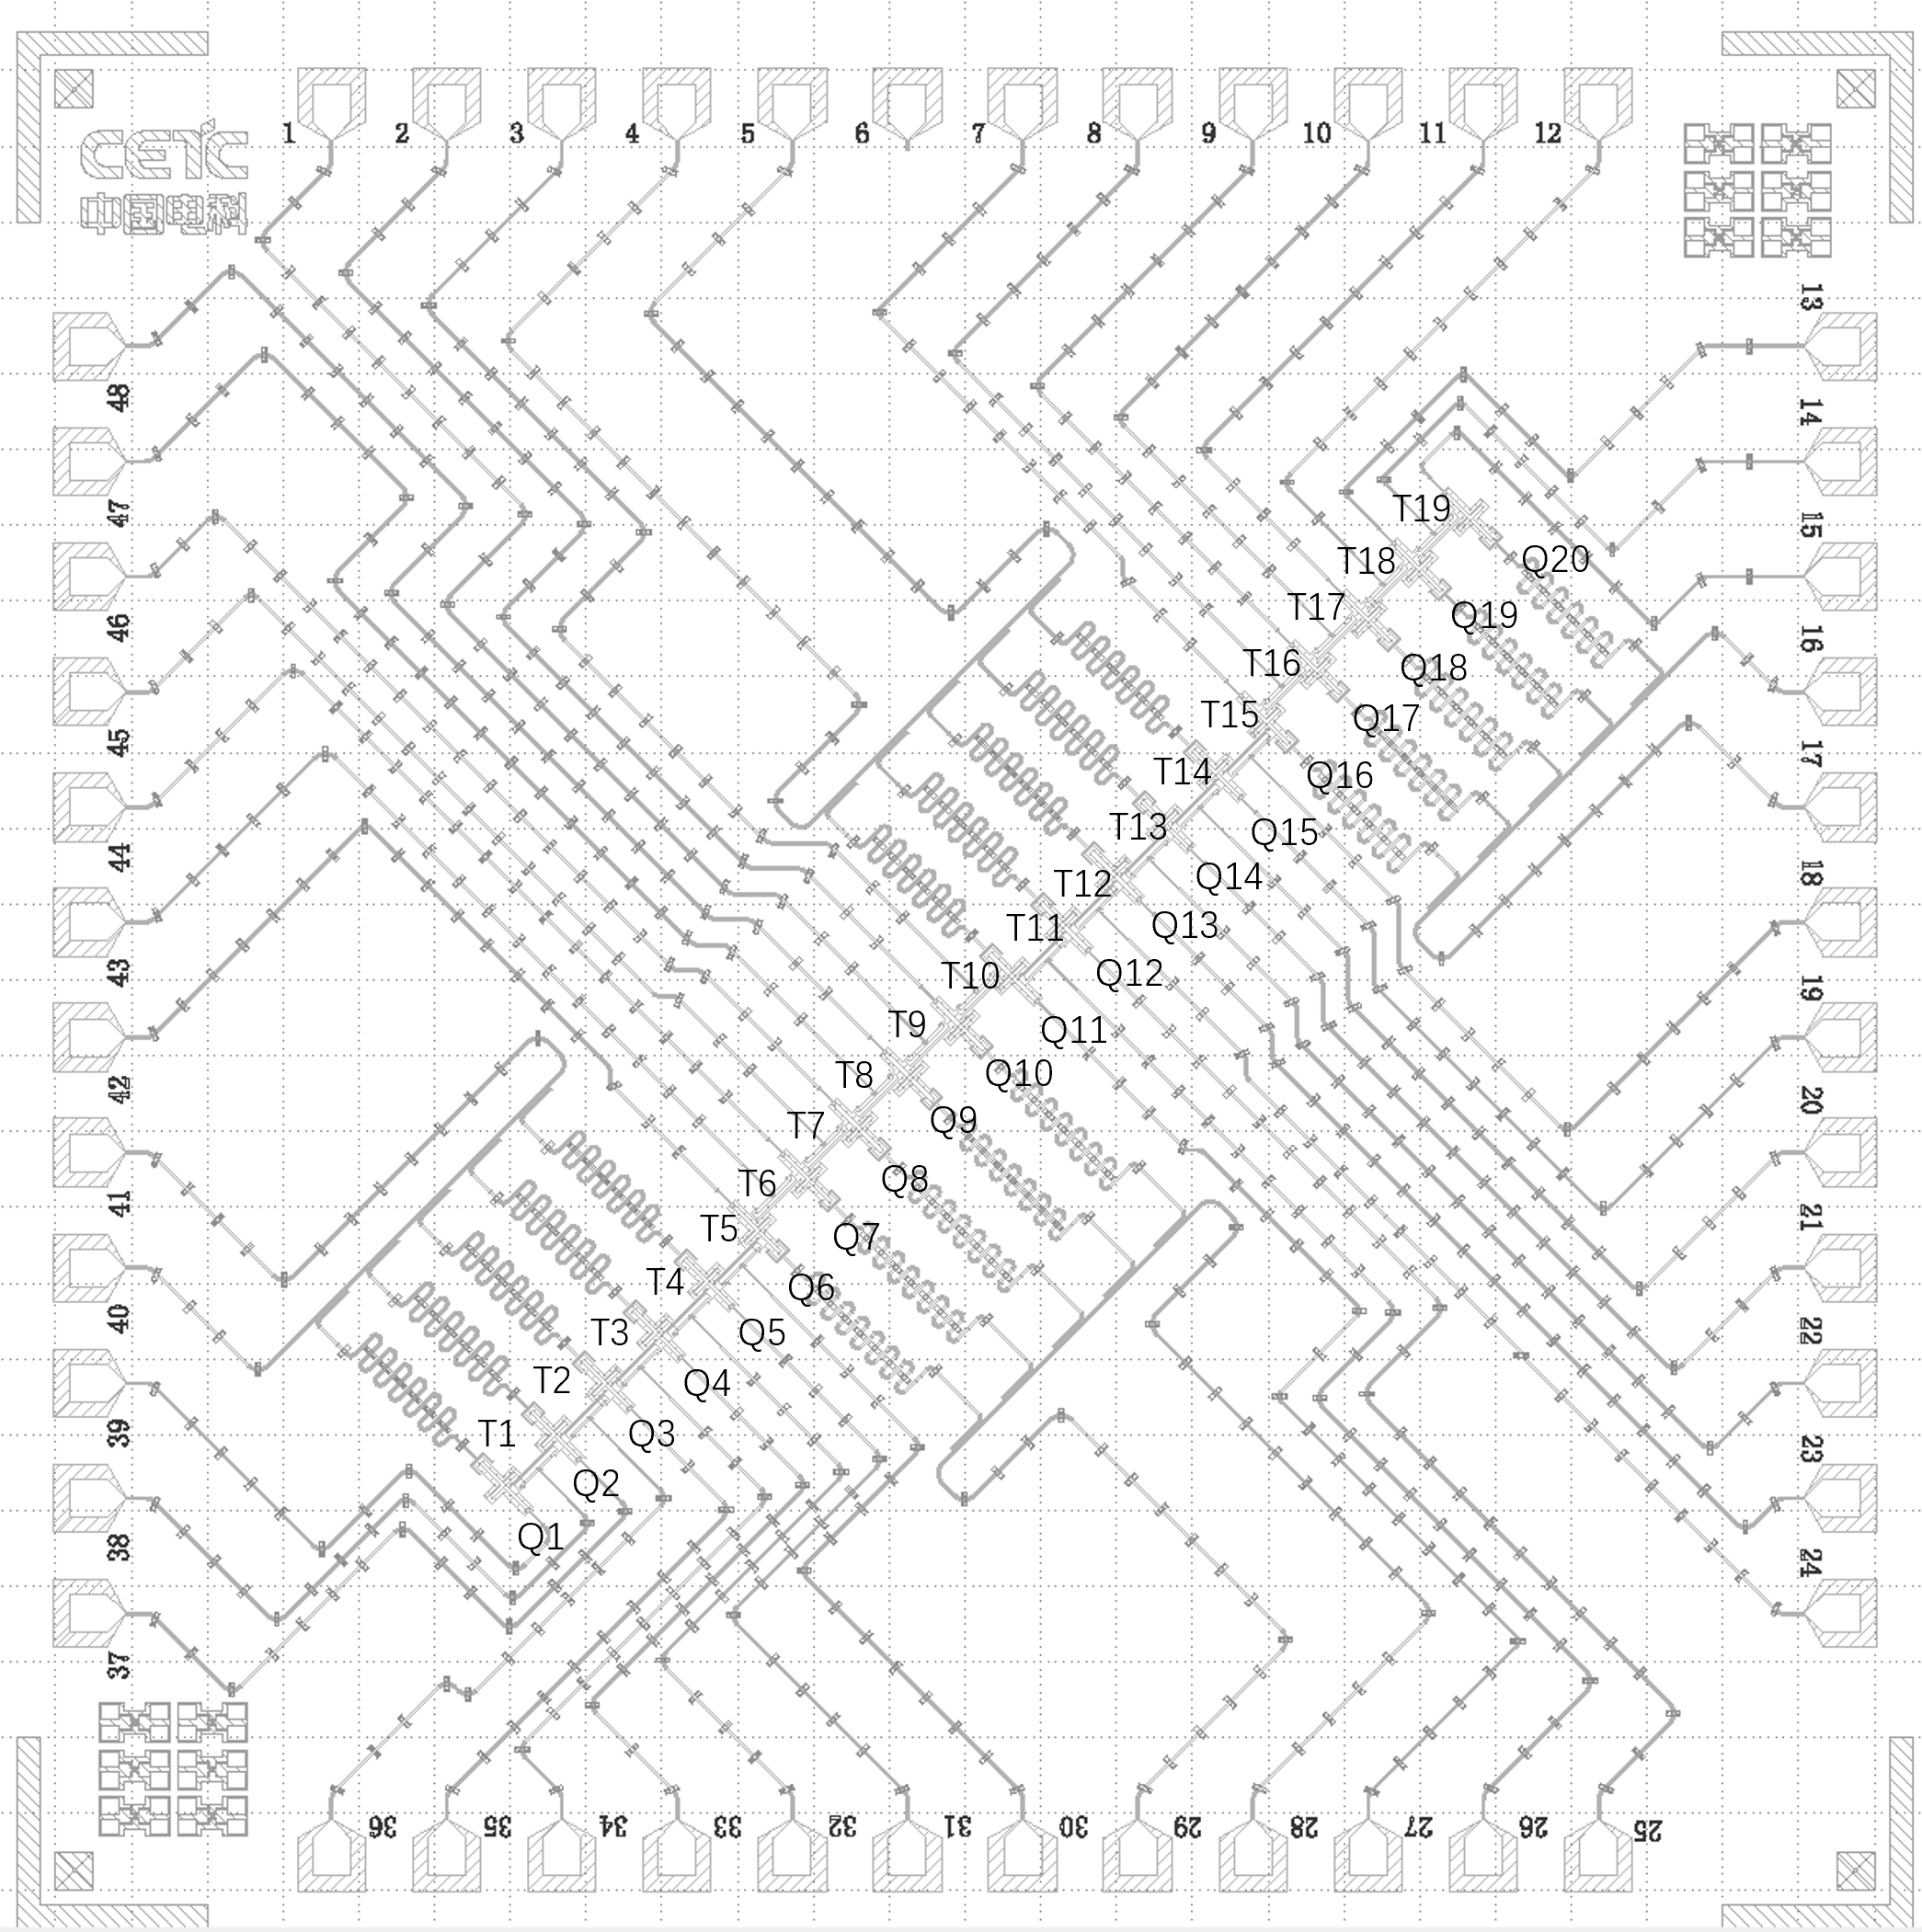 CETC
中国电科
1 2 3 4 5 6 7 8 9 10 11 12
13
14
15
16
17
18
19
20
21
22
23
24
25
26
27
28
29
30
31
32
33
34
35
36
37
38
39
40
41
42
43
44
45
46
47
48
T19
Q20
T18
Q19
T17
Q18
T16
Q17
T15
Q16
T14
Q15
T13
Q14
T12
Q13
T11
Q12
T10
Q11
T9
Q10
T8
Q9
T7
Q8
T6
Q7
T5
Q6
T4
Q5
T3
Q4
T2
Q3
T1
Q2
Q1